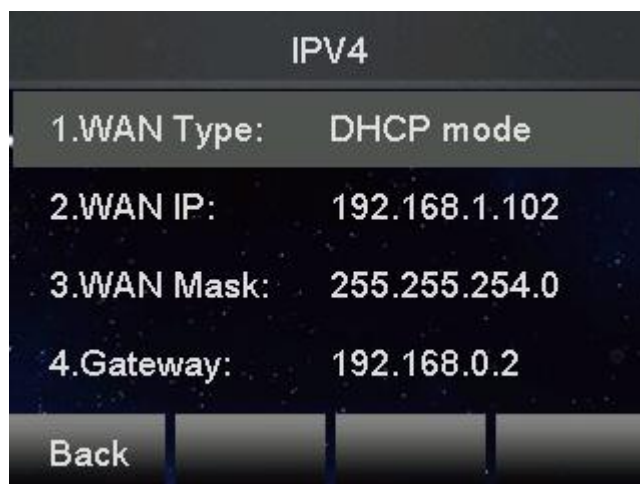 IPV4
1.WAN Type: DHCP mode
2.WAN IP: 192.168.1.102
3.WAN Mask: 255.255.254.0
4.Gateway: 192.168.0.2
Back